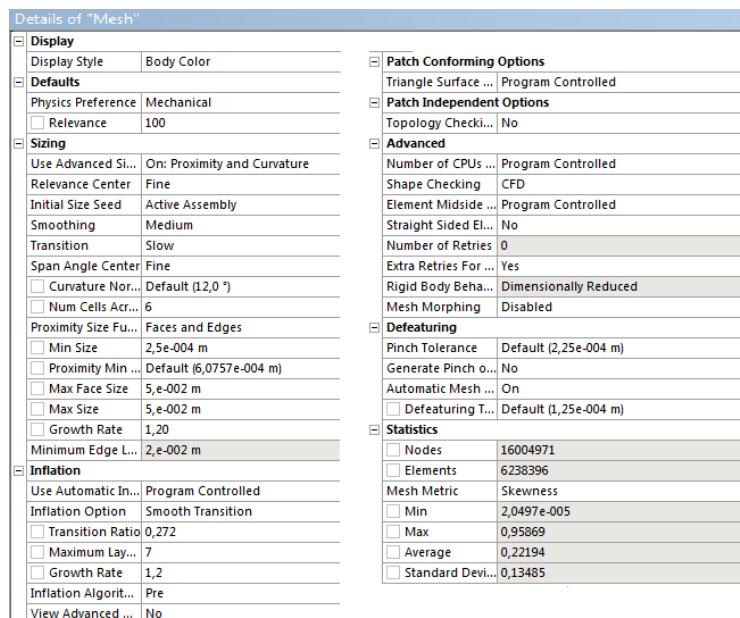 Details of "Mesh"
Display
Display Style Body Color
Defaults
Physics Preference Mechanical
Relevance 100
Sizing
Use Advanced Si... On: Proximity and Curvature
Relevance Center Fine
Initial Size Seed Active Assembly
Smoothing Medium
Transition Slow
Span Angle Center Fine
Curvature Nor... Default (12,0 °)
Num Cells Acr... 6
Proximity Size Fu... Faces and Edges
Min Size 2,5e-004 m
Proximity Min ... Default (6,0757e-004 m)
Max Face Size 5,e-002 m
Max Size 5,e-002 m
Growth Rate 1,20
Minimum Edge L... 2,e-002 m
Inflation
Use Automatic In... Program Controlled
Inflation Option Smooth Transition
Transition Ratio 0,272
Maximum Lay... 7
Growth Rate 1,2
Inflation Algorit... Pre
View Advanced ... No
Patch Conforming Options
Triangle Surface ... Program Controlled
Patch Independent Options
Topology Checki... No
Advanced
Number of CPUs ... Program Controlled
Shape Checking CFD
Element Midside ... Program Controlled
Straight Sided El... No
Number of Retries 0
Extra Retries For ... Yes
Rigid Body Beha... Dimensionally Reduced
Mesh Morphing Disabled
Defeaturing
Pinch Tolerance Default (2,25e-004 m)
Generate Pinch o... No
Automatic Mesh ... On
Defeaturing T... Default (1,25e-004 m)
Statistics
Nodes 16004971
Elements 6238396
Mesh Metric Skewness
Min 2,0497e-005
Max 0,95869
Average 0,22194
Standard Devi... 0,13485